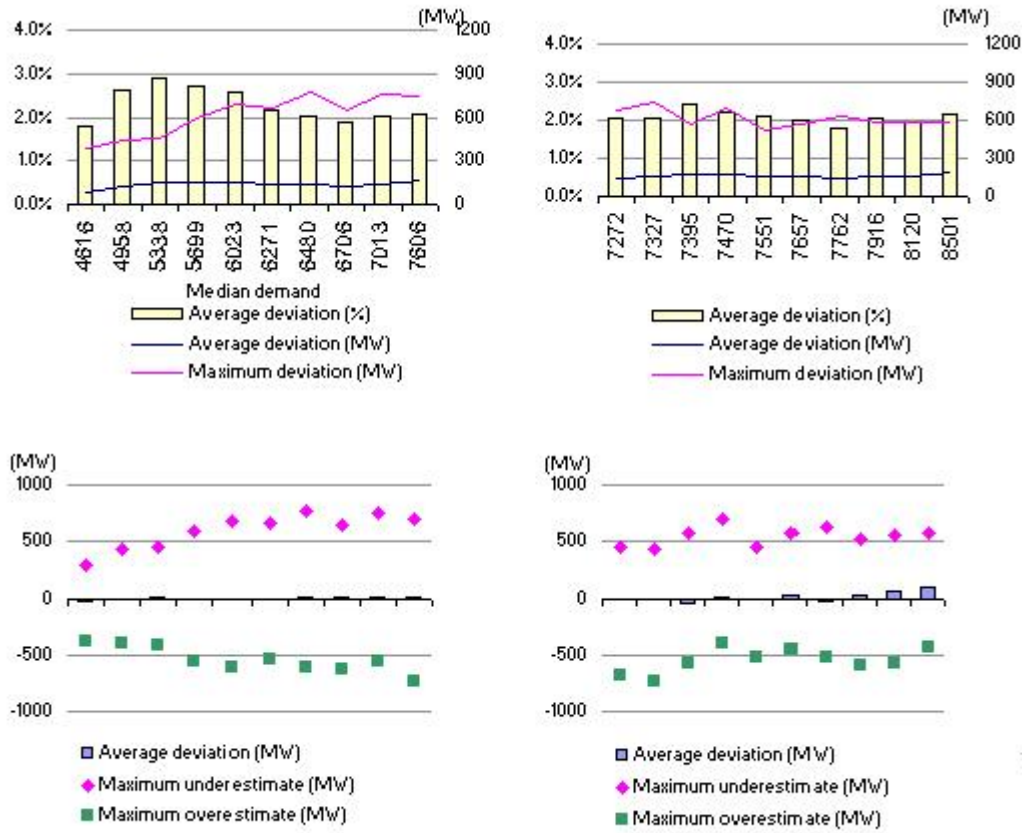 (MW)
4.0% 1200
3.0% 900
2.0% 600
1.0% 300
0.0% 0
4616 4958 5338 5699 6023 6271 6480 6706 7013 7606
Median demand
Average deviation (%)
Average deviation (MW)
Maximum deviation (MW)
(MW)
4.0% 1200
3.0% 900
2.0% 600
1.0% 300
0.0% 0
7272 7327 7395 7470 7551 7657 7762 7916 8120 8501
Average deviation (%)
Average deviation (MW)
Maximum deviation (MW)
(MW)
1000
500
0
-500
-1000
Average deviation (MW)
Maximum underestimate (MW)
Maximum overestimate (MW)
(MW)
1000
500
0
-500
-1000
Average deviation (MW)
Maximum underestimate (MW)
Maximum overestimate (MW)